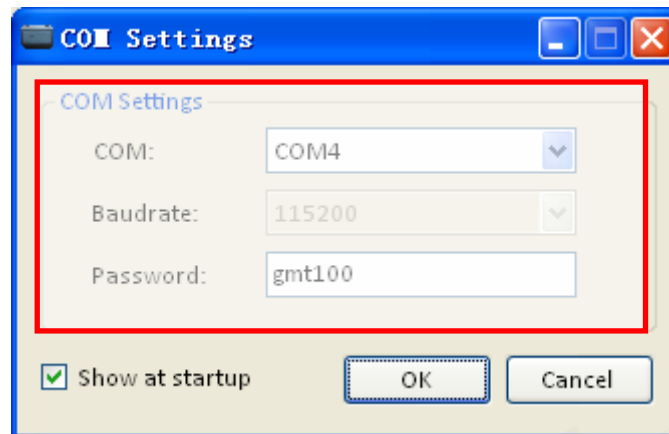 COM Settings
COM Settings
COM: COM4
Baudrate: 115200
Password: gmt100
Show at startup OK Cancel